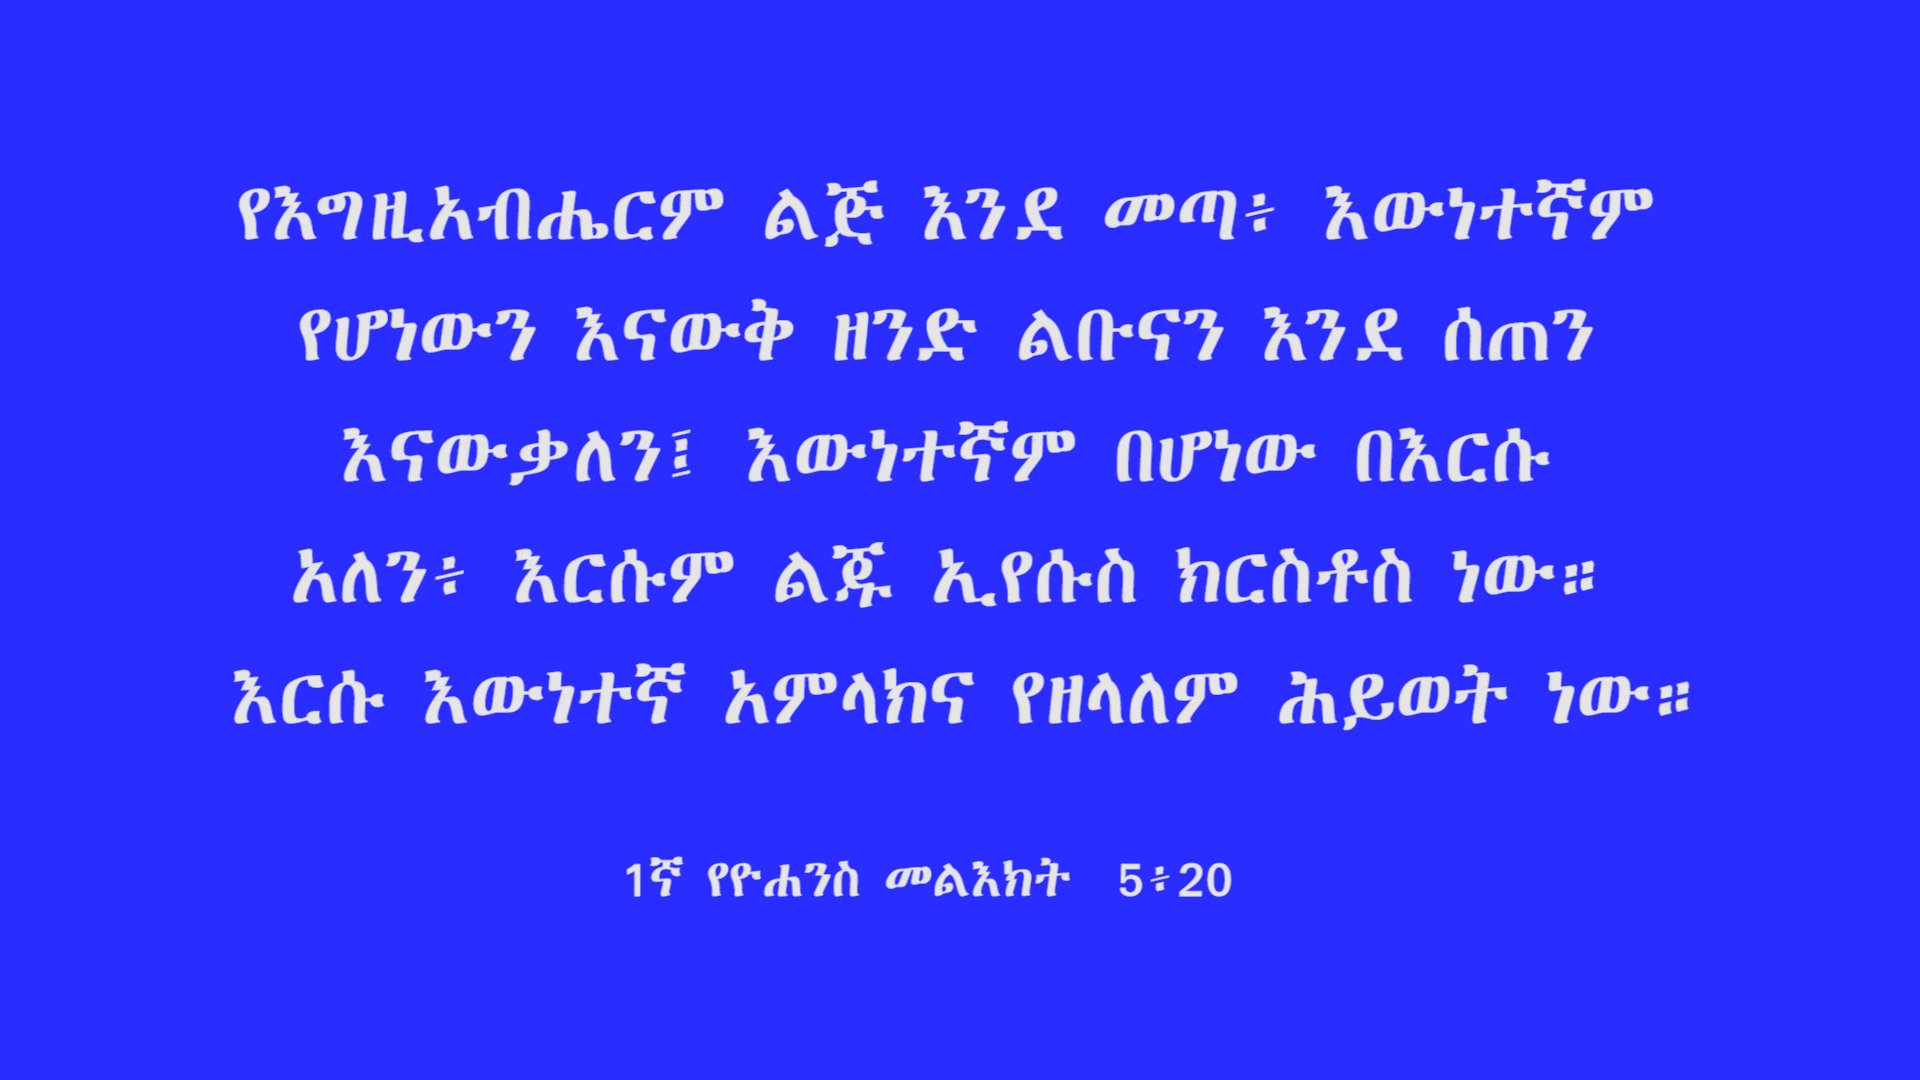 የእግዚአብሔርም ልጅ እንደ መጣ፥ እውነተኛም
የሆነውን እናውቅ ዘንድ ልቡናን እንደ ሰጠን
እናውቃለን፤ እውነተኛም በሆነው በእርሱ
አለን፥ እርሱም ልጁ ኢየሱስ ክርስቶስ ነው።
እርሱ እውነተኛ አምላክና የዘላለም ሕይወት ነው።
1ኛ የዮሐንስ መልእክት 5፥20